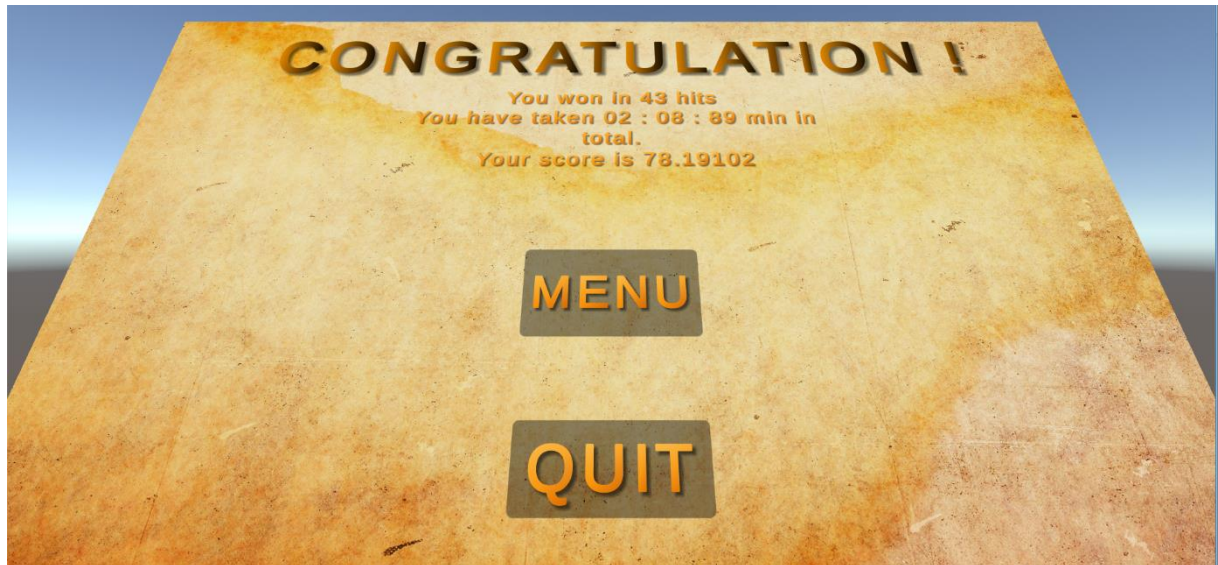 CONGRATULATION !
You won in 43 hits
You have taken 02 : 08 : 89 min in
total.
Your score is 78.19102
MENU
QUIT